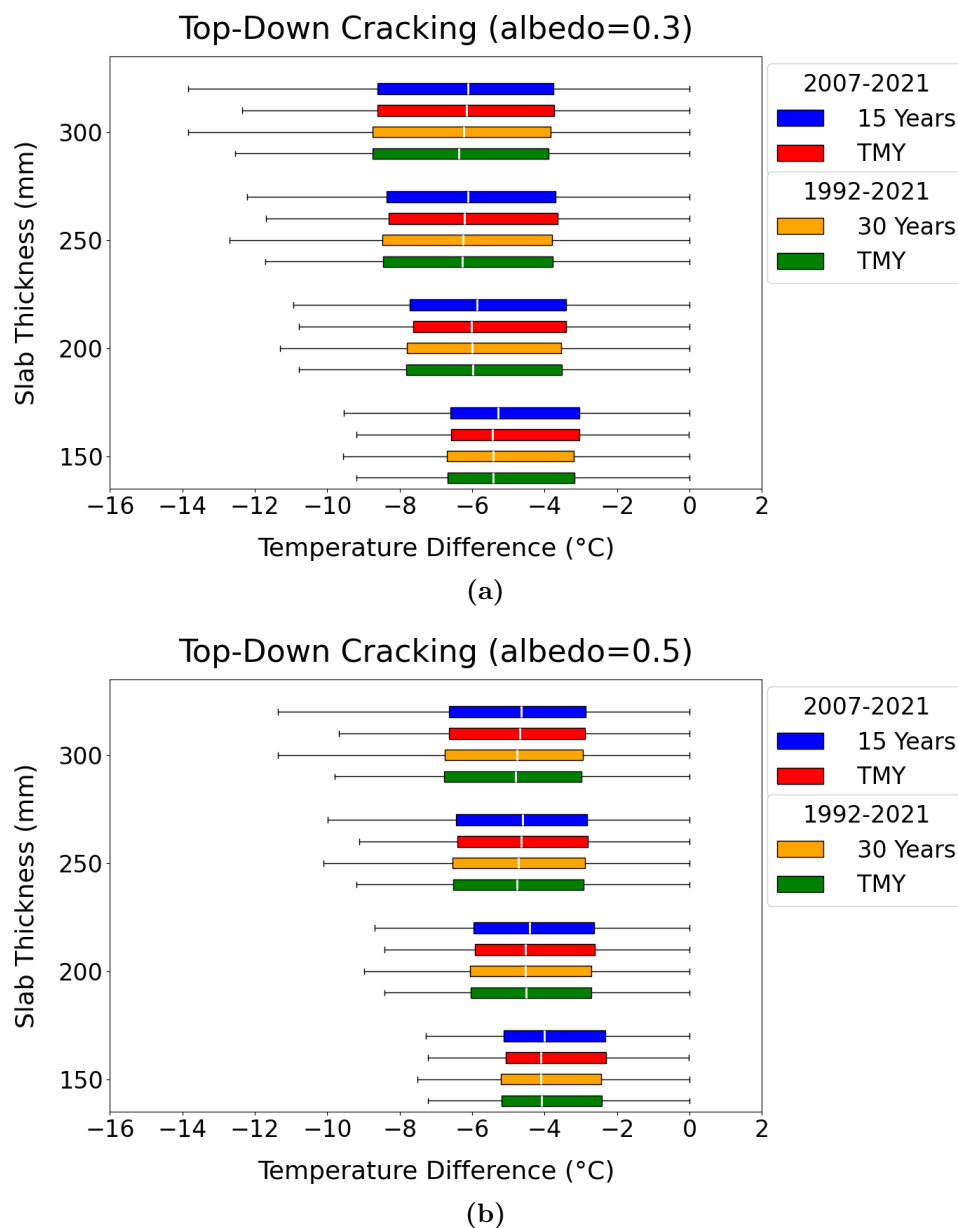 Top-Down Cracking (albedo=0.3)
Slab Thickness (mm)
300
250
200
150
−16 −14 −12 −10 −8 −6 −4 −2 0 2
Temperature Difference (°C)
2007-2021
15 Years
TMY
1992-2021
30 Years
TMY
(a)
Top-Down Cracking (albedo=0.5)
Slab Thickness (mm)
300
250
200
150
−16 −14 −12 −10 −8 −6 −4 −2 0 2
Temperature Difference (°C)
2007-2021
15 Years
TMY
1992-2021
30 Years
TMY
(b)